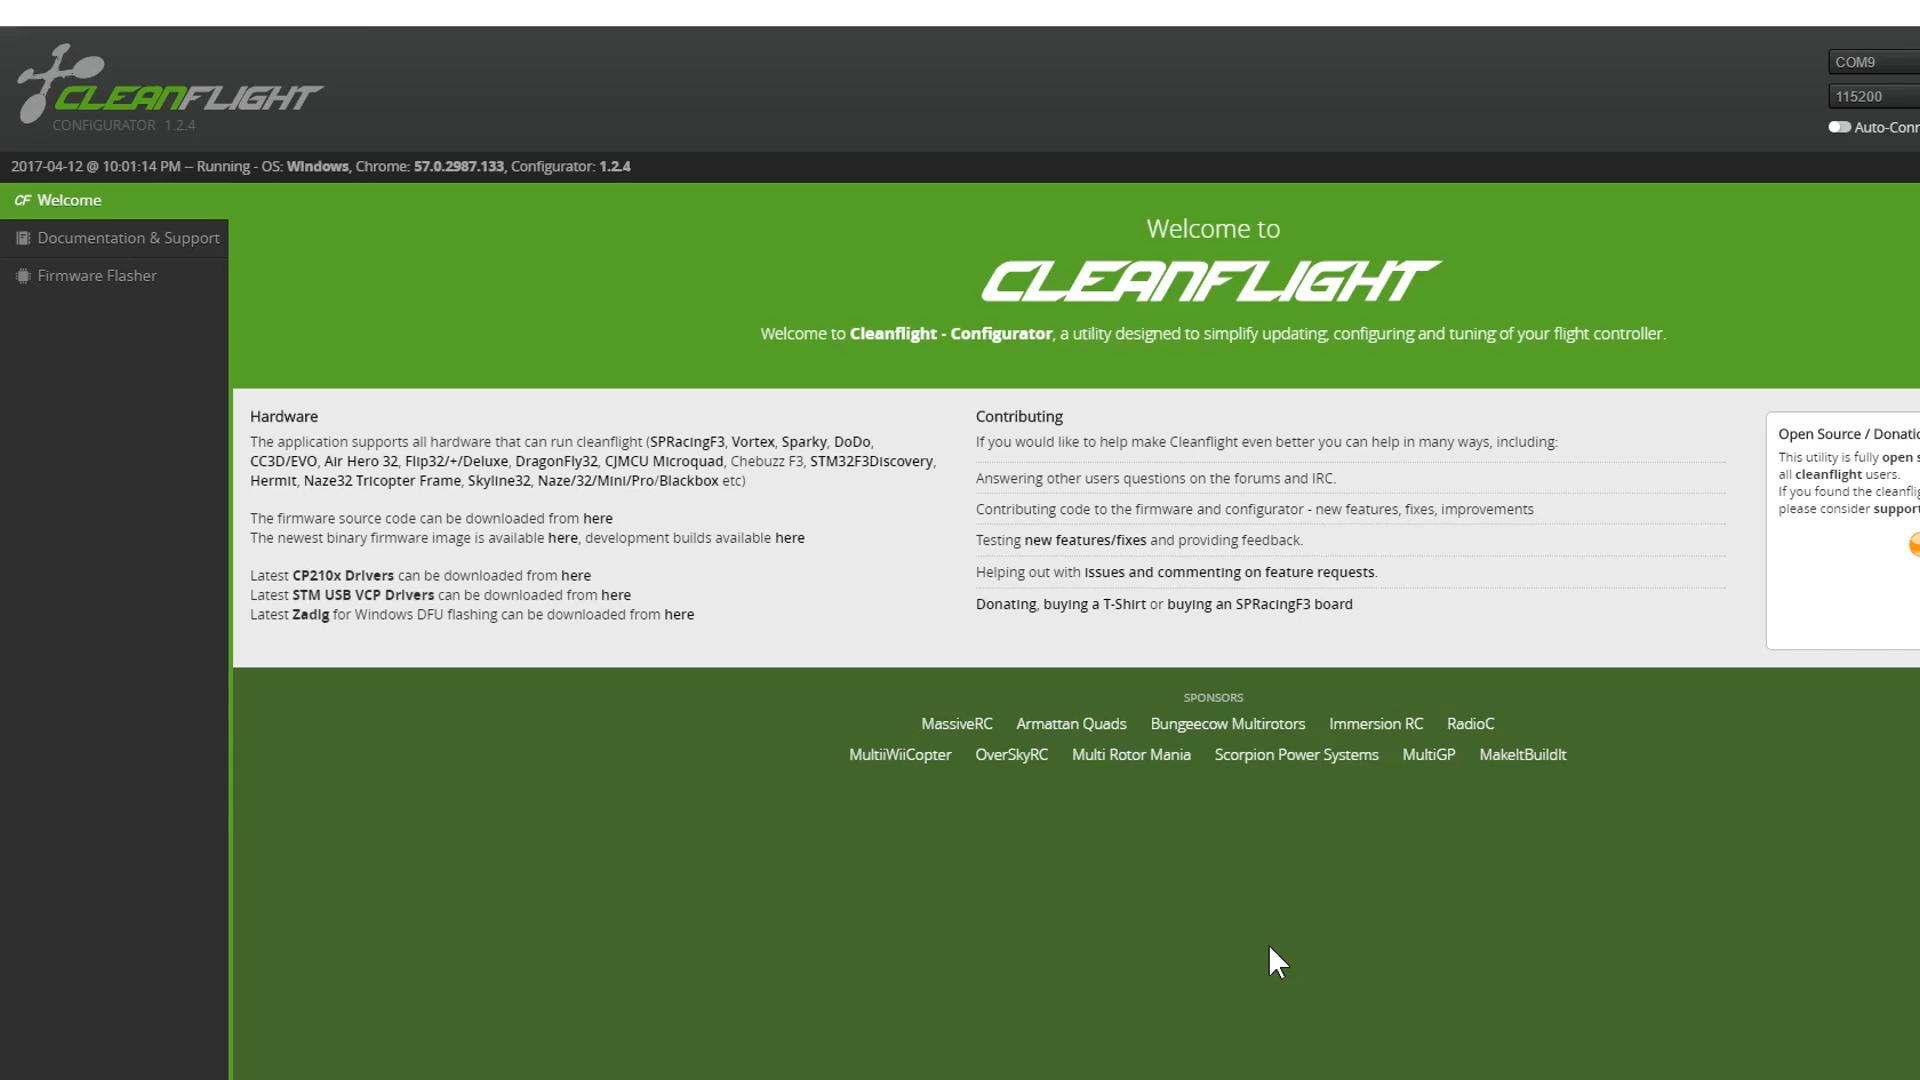 CLEANFLIGHT
CONFIGURATOR 1.2.4
COM9
115200
Auto-Conn
2017-04-12 @ 10:01:14 PM -- Running - OS: Windows, Chrome: 57.0.2987.133, Configurator: 1.2.4
CF Welcome
Documentation & Support
Firmware Flasher
Welcome to
CLEANFLIGHT
Welcome to Cleanflight - Configurator, a utility designed to simplify updating, configuring and tuning of your flight controller.
Hardware
The application supports all hardware that can run cleanflight (SPRacingF3, Vortex, Sparky, DoDo,
CC3D/EVO, Air Hero 32, Flip32/+/Deluxe, DragonFly32, CJMCU Microquad, Chebuzz F3, STM32F3Discovery,
Hermit, Naze32 Tricopter Frame, Skyline32, Naze/32/Mini/Pro/Blackbox etc)
The firmware source code can be downloaded from here
The newest binary firmware image is available here, development builds available here
Latest CP210x Drivers can be downloaded from here
Latest STM USB VCP Drivers can be downloaded from here
Latest Zadig for Windows DFU flashing can be downloaded from here
Contributing
If you would like to help make Cleanflight even better you can help in many ways, including:
Answering other users questions on the forums and IRC.
Contributing code to the firmware and configurator - new features, fixes, improvements
Testing new features/fixes and providing feedback.
Helping out with issues and commenting on feature requests.
Donating, buying a T-Shirt or buying an SPRacingF3 board
Open Source / Donatio
This utility is fully open s
all cleanflight users.
If you found the cleanflig
please consider support
SPONSORS
MassiveRC Armattan Quads Bungeecow Multirotors Immersion RC RadioC
MultiiWiiCopter OverSkyRC Multi Rotor Mania Scorpion Power Systems MultiGP MakeItBuildIt